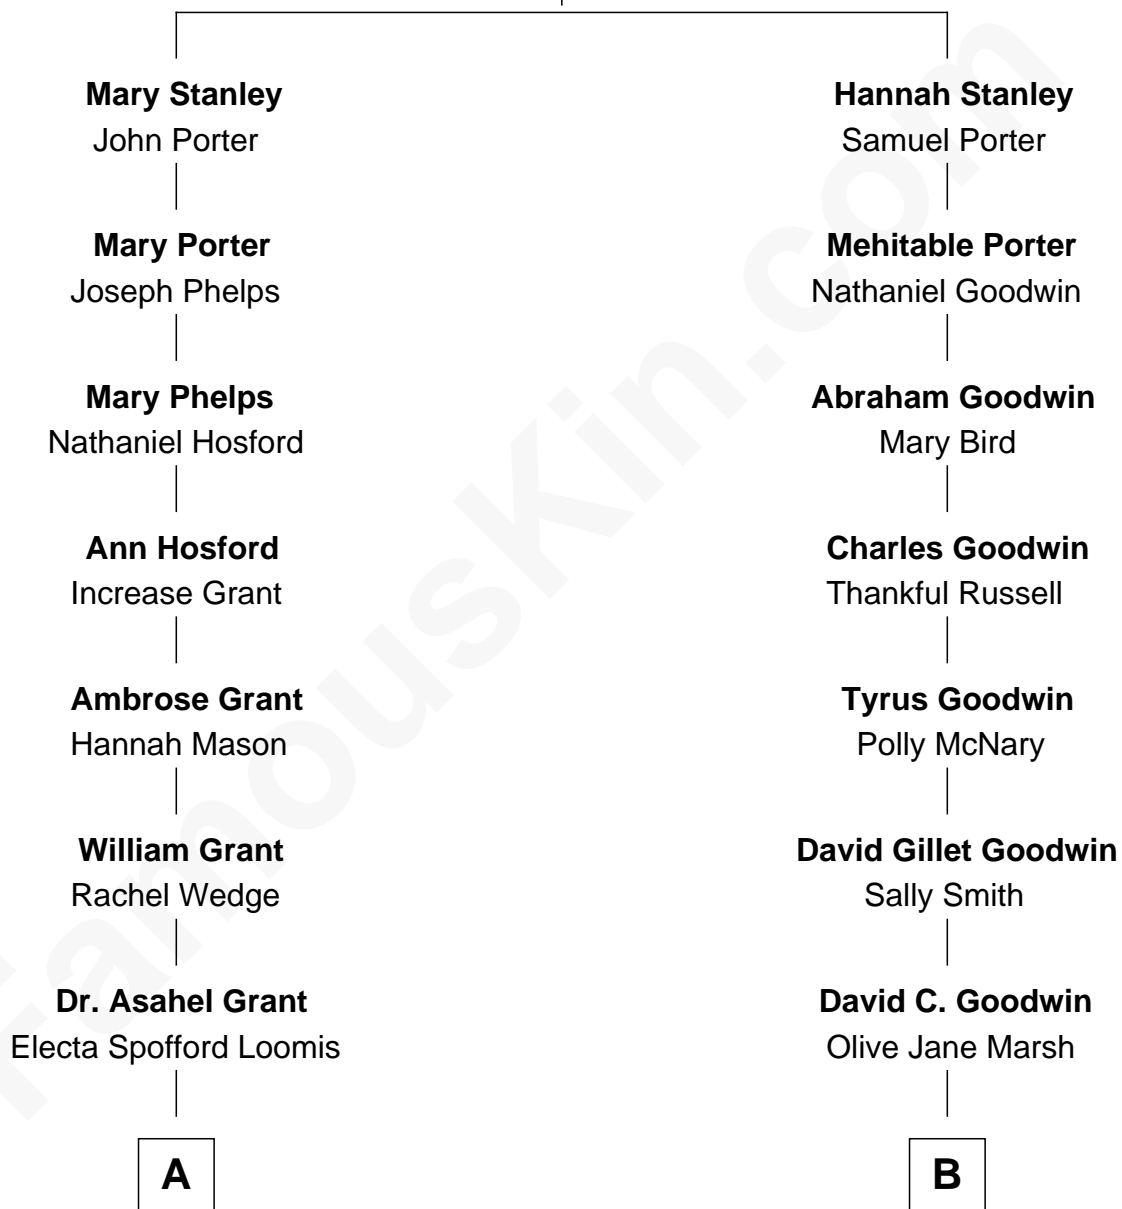 Mary Stanley
John Porter
Hannah Stanley
Samuel Porter
Mary Porter
Joseph Phelps
Mehitable Porter
Nathaniel Goodwin
Mary Phelps
Nathaniel Hosford
Abraham Goodwin
Mary Bird
Ann Hosford
Increase Grant
Charles Goodwin
Thankful Russell
Ambrose Grant
Hannah Mason
Tyrus Goodwin
Polly McNary
William Grant
Rachel Wedge
David Gillet Goodwin
Sally Smith
Dr. Asahel Grant
Electa Spofford Loomis
David C. Goodwin
Olive Jane Marsh
A
B
FamousKin.com